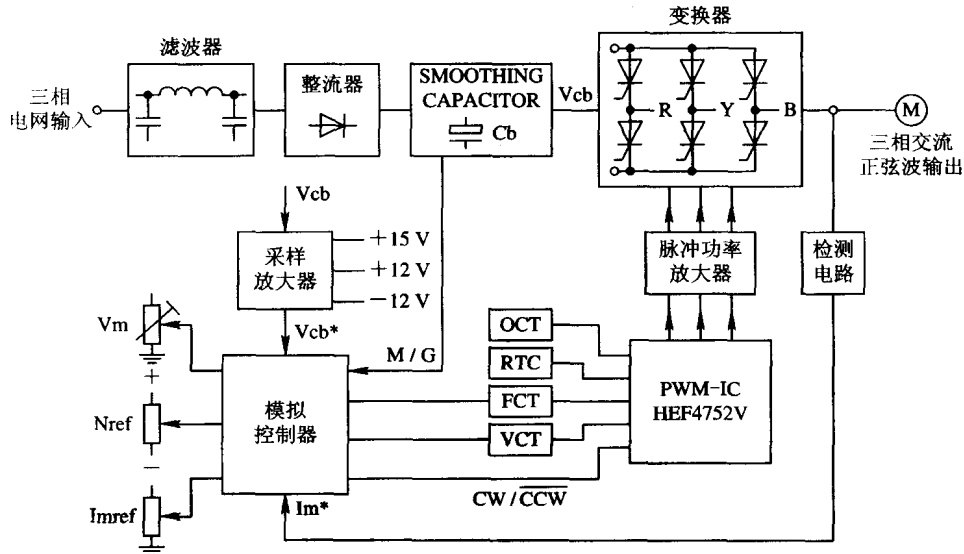 变换器
滤波器
整流器
SMOOTHING
CAPACITOR
Cb
Vcb
三相
电网输入
R
Y
B
M
三相交流
正弦波输出
Vcb
采样
放大器
+15 V
+12 V
−12 V
脉冲功率
放大器
检测
电路
Vcb*
Vm
M / G
OCT
RTC
FCT
VCT
PWM-IC
HEF4752V
+
Nref
−
模拟
控制器
Imref
Im*
CW / CCW